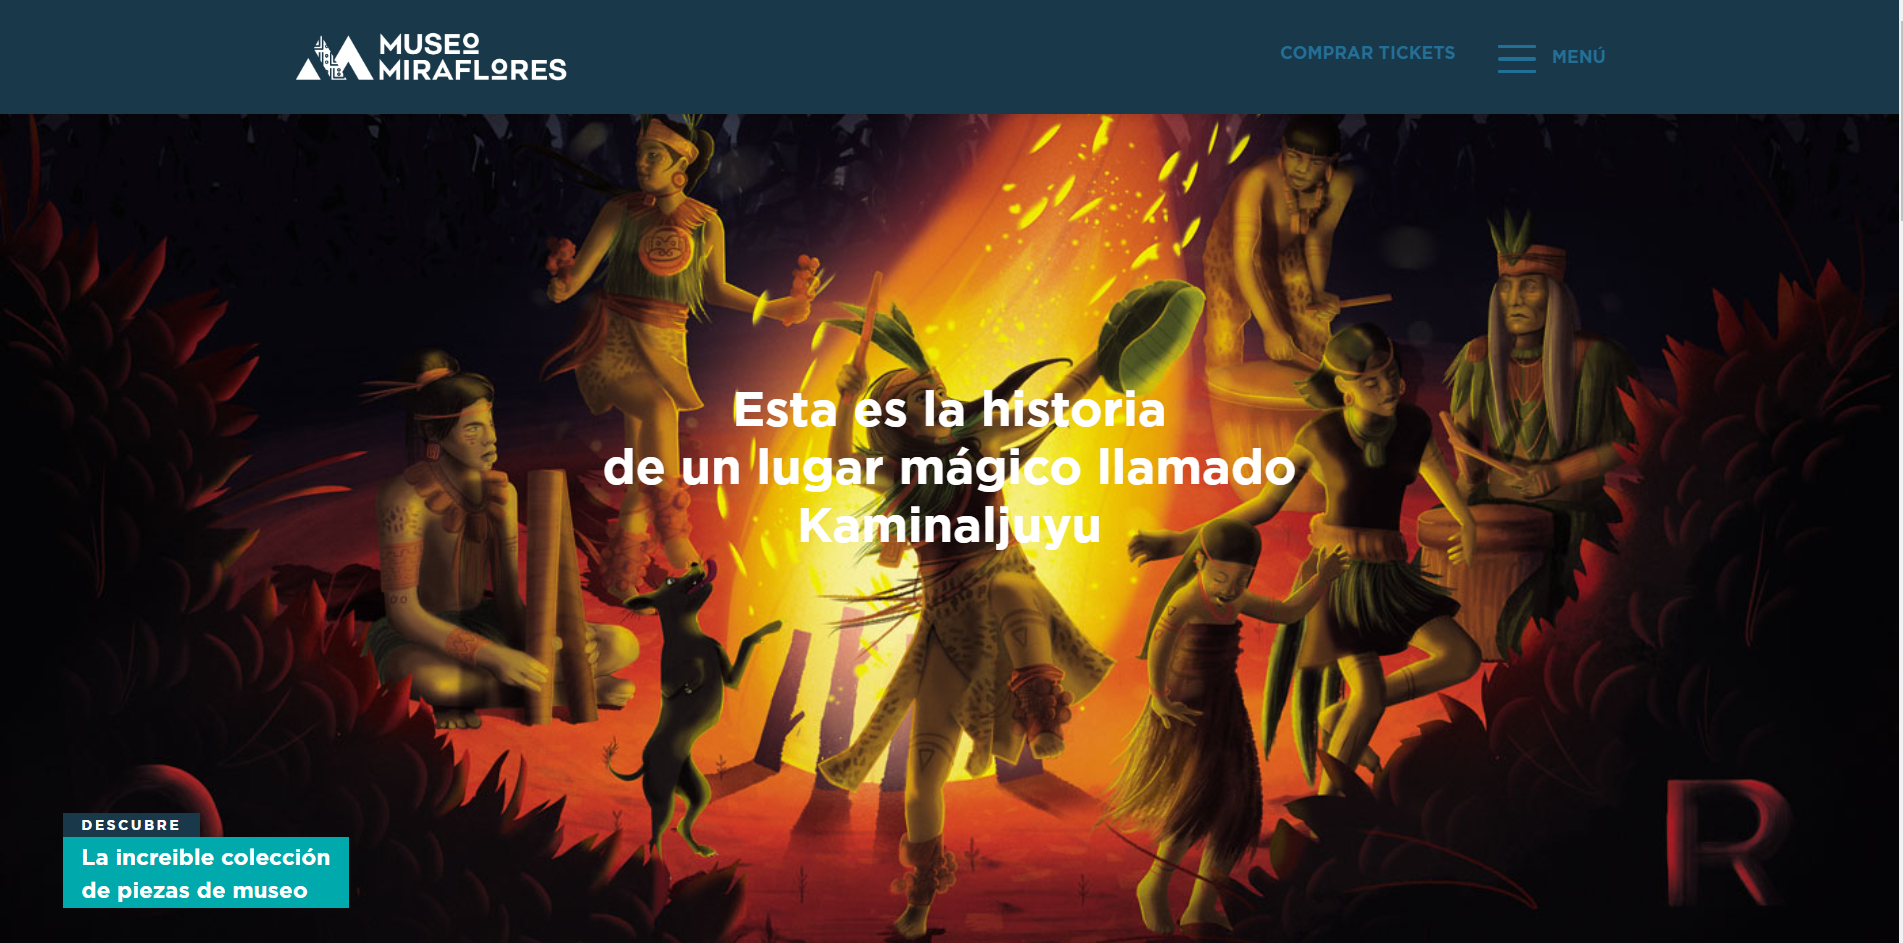 MUSEO
MIRAFLORES
COMPRAR TICKETS
MENÚ
Esta es la historia
de un lugar mágico llamado
Kaminaljuyu
DESCUBRE
La increible colección
de piezas de museo
R